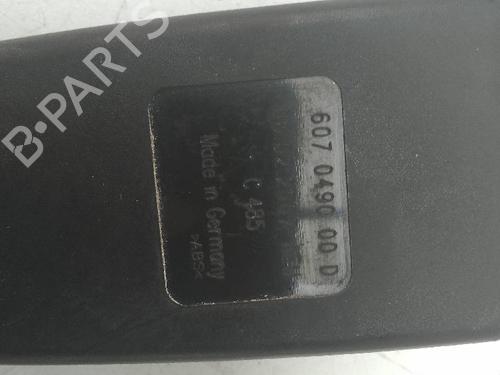 607 0490 00 D
C 485
Made in Germany
>ABS<
B-PARTS